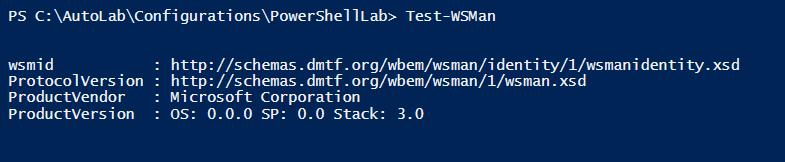 PS C:\AutoLab\Configurations\PowerShellLab> Test-WSMan
wsmid           : http://schemas.dmtf.org/wbem/wsman/identity/1/wsmanidentity.xsd
ProtocolVersion : http://schemas.dmtf.org/wbem/wsman/1/wsman.xsd
ProductVendor   : Microsoft Corporation
ProductVersion  : OS: 0.0.0 SP: 0.0 Stack: 3.0